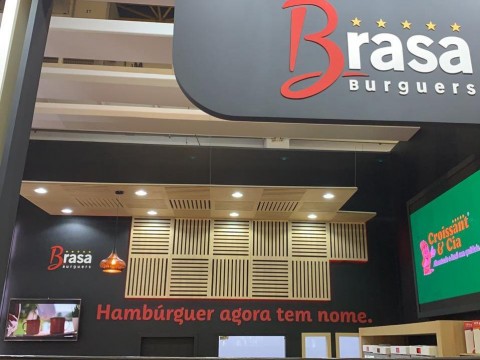 Brasa
Burguers
Brasa
Burguers
Croissant
& Cia
Hambúrguer agora tem nome.